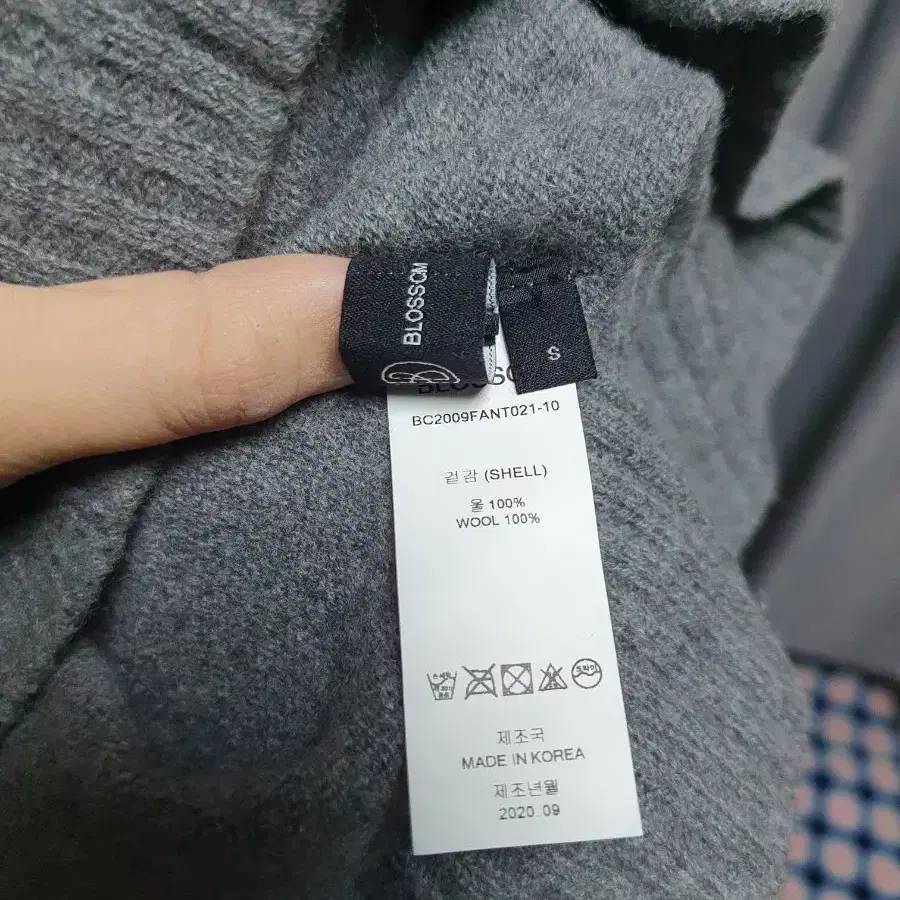 BLOSSOM
S
BC2009FANT021-10
겉감 (SHELL)
울 100%
WOOL 100%
드라이
제조국
MADE IN KOREA
제조년월
2020.09